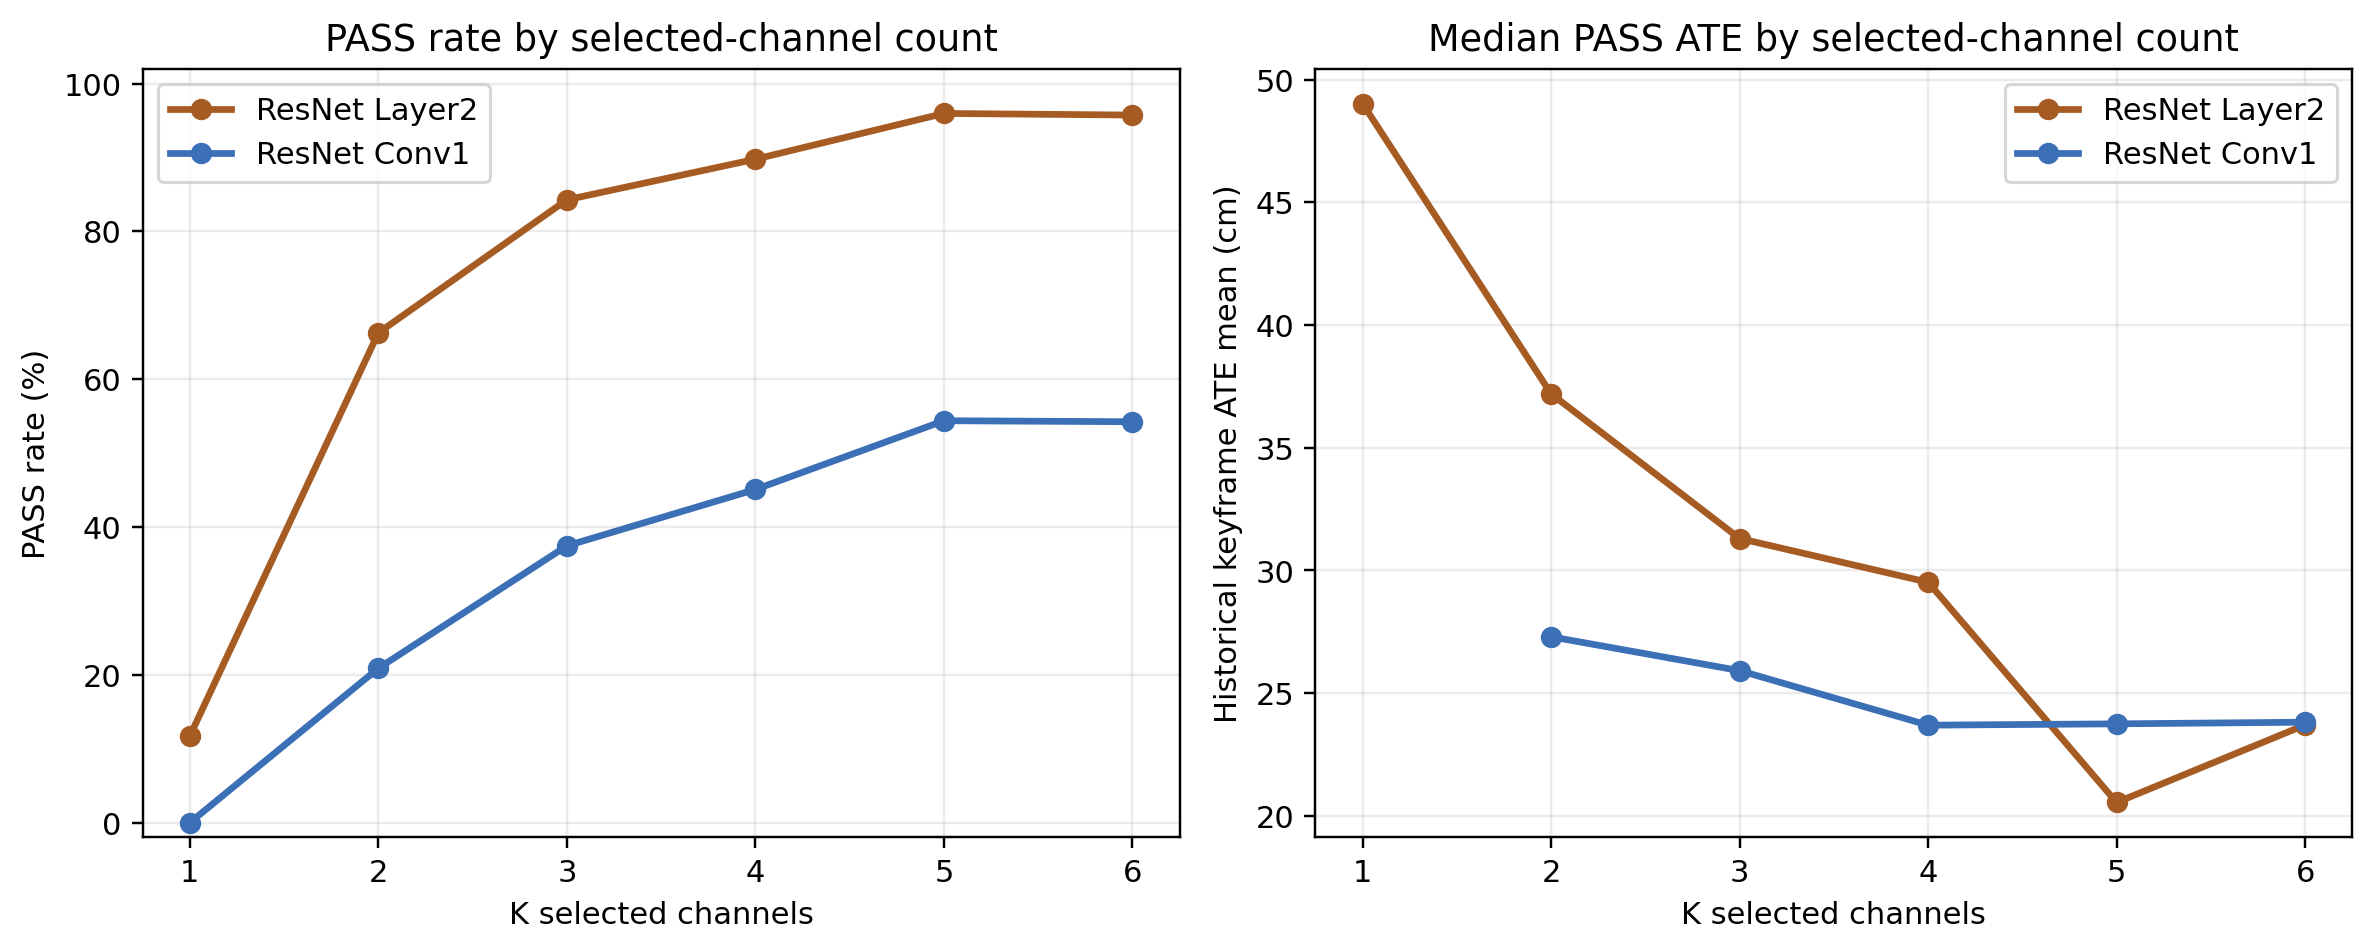 PASS rate by selected-channel count
PASS rate (%)
100
80
60
40
20
0
ResNet Layer2
ResNet Conv1
1 2 3 4 5 6
K selected channels
Median PASS ATE by selected-channel count
Historical keyframe ATE mean (cm)
50
45
40
35
30
25
20
ResNet Layer2
ResNet Conv1
1 2 3 4 5 6
K selected channels